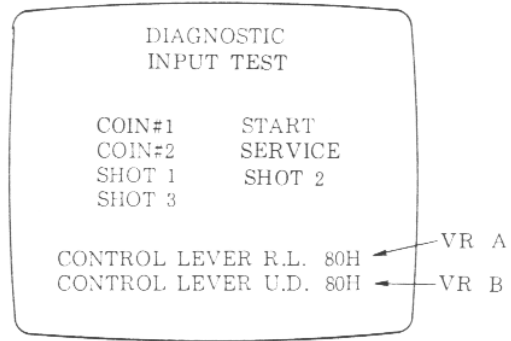 DIAGNOSTIC
INPUT TEST
COIN#1 START
COIN#2 SERVICE
SHOT 1 SHOT 2
SHOT 3
CONTROL LEVER R.L. 80H VR A
CONTROL LEVER U.D. 80H VR B